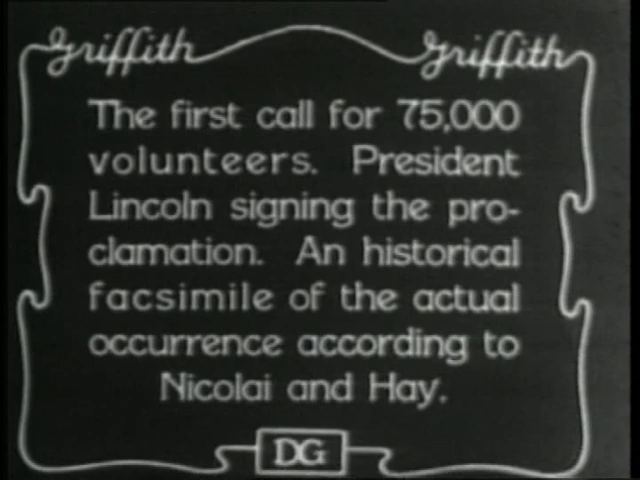 Griffith Griffith
The first call for 75,000
volunteers. President
Lincoln signing the pro-
clamation. An historical
facsimile of the actual
occurrence according to
Nicolai and Hay.
DG